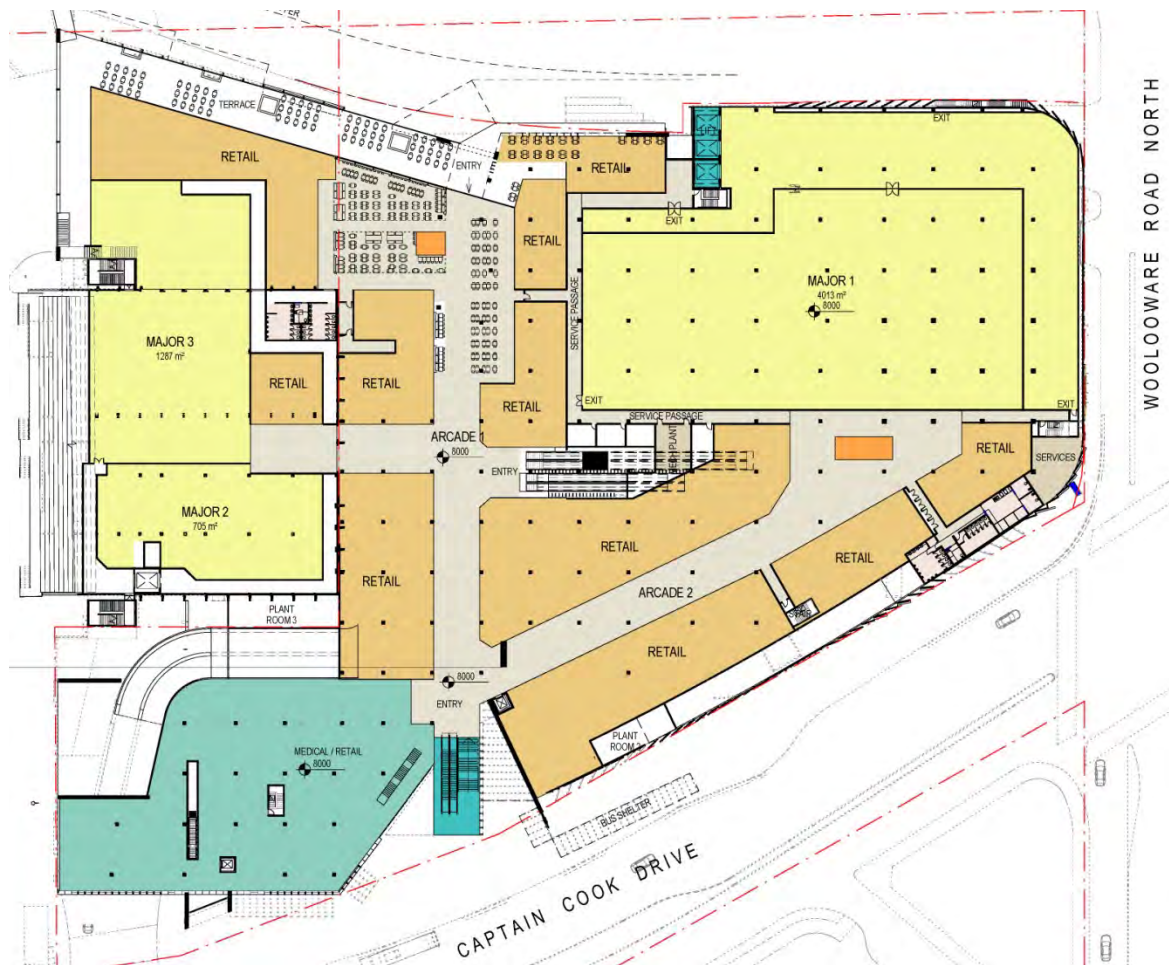 TERRACE
ENTRY
RETAIL
RETAIL
RETAIL
LIFT
EXIT
EXIT
SERVICE PASSAGE
MAJOR 1
4013 m²
8000
WOOLOOWARE ROAD NORTH
MAJOR 3
1287 m²
RETAIL
RETAIL
RETAIL
EXIT
EXIT
SERVICE PASSAGE
ARCADE
8000
ENTRY
MECH PLANT
RETAIL
SERVICES
MAJOR 2
705 m²
RETAIL
RETAIL
RETAIL
ARCADE 2
STAIR
PLANT
ROOM 3
RETAIL
8000
ENTRY
PLANT
ROOM 2
MEDICAL / RETAIL
8000
BUS SHELTER
CAPTAIN COOK DRIVE